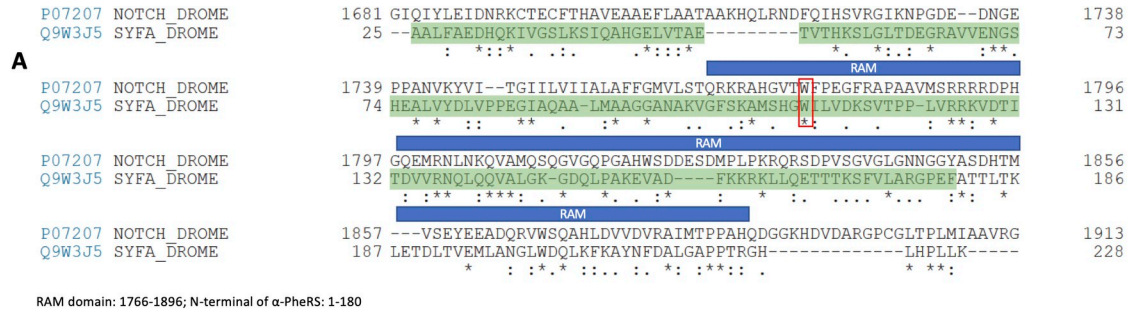 P07207 NOTCH_DROME 1681 GIQIYLEIDNRKCTECFTHAVEAAEFLAATAAKHQLRNDFQIHSVRGIKNPGDE--DNGE 1738
Q9W3J5 SYFA_DROME 25 --AALFAEDHQKIVGSLKSIQAHGELVTAE---------TVTHKSLGLTDEGRAVVENGS 73
: *: .:.: .*:::*: *. *:.:: * :**.
A
RAM
P07207 NOTCH_DROME 1739 PPANVKYVI--TGIILVIIALAFFGMVLSTQRKRAHGVTWFPEGFRAPAAVMSRRRRDPH 1796
Q9W3J5 SYFA_DROME 74 HEALVYDLVPPEGIAQAA-LMAAGGANAKVGFSKAMSHGWILVDKSVTPP-LVRRKVDTI 131
* * :: ** : * * .. .:* . *: . . : **: *
RAM
P07207 NOTCH_DROME 1797 GQEMRNLNKQVAMQSQGVGQPGAHWSDDESDMPLPKRQRSDPVSGVGLGNNGGYASDHTM 1856
Q9W3J5 SYFA_DROME 132 TDVVRNQLQQVALGK-GDQLPAKEVAD----FKKRKLLQETTTKSFVLARGPEFATTLTK 186
: :** :***: . * *. . :* : * :. .... *... :*: *
RAM
P07207 NOTCH_DROME 1857 ---VSEYEEADQRVWSQAHLDVVDVRAIMTPPAHQDGGKHDVDARGPCGLTPLMIAAVRG 1913
Q9W3J5 SYFA_DROME 187 LETDLTVEMLANGLWDQLKFKAYNFDALGAPPTRGH-------------LHPLLK----- 228
* : :*.* ::.. :. *: :**: . * **:
RAM domain: 1766-1896; N-terminal of α-PheRS: 1-180